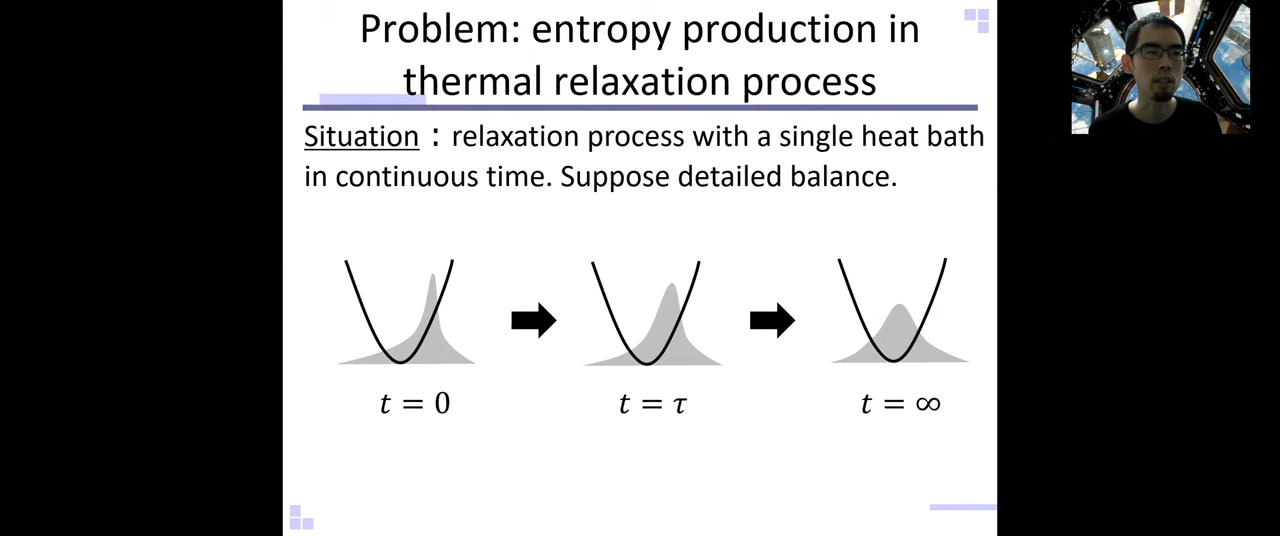 Problem: entropy production in
thermal relaxation process
Situation : relaxation process with a single heat bath
in continuous time. Suppose detailed balance.
t = 0
t = τ
t = ∞